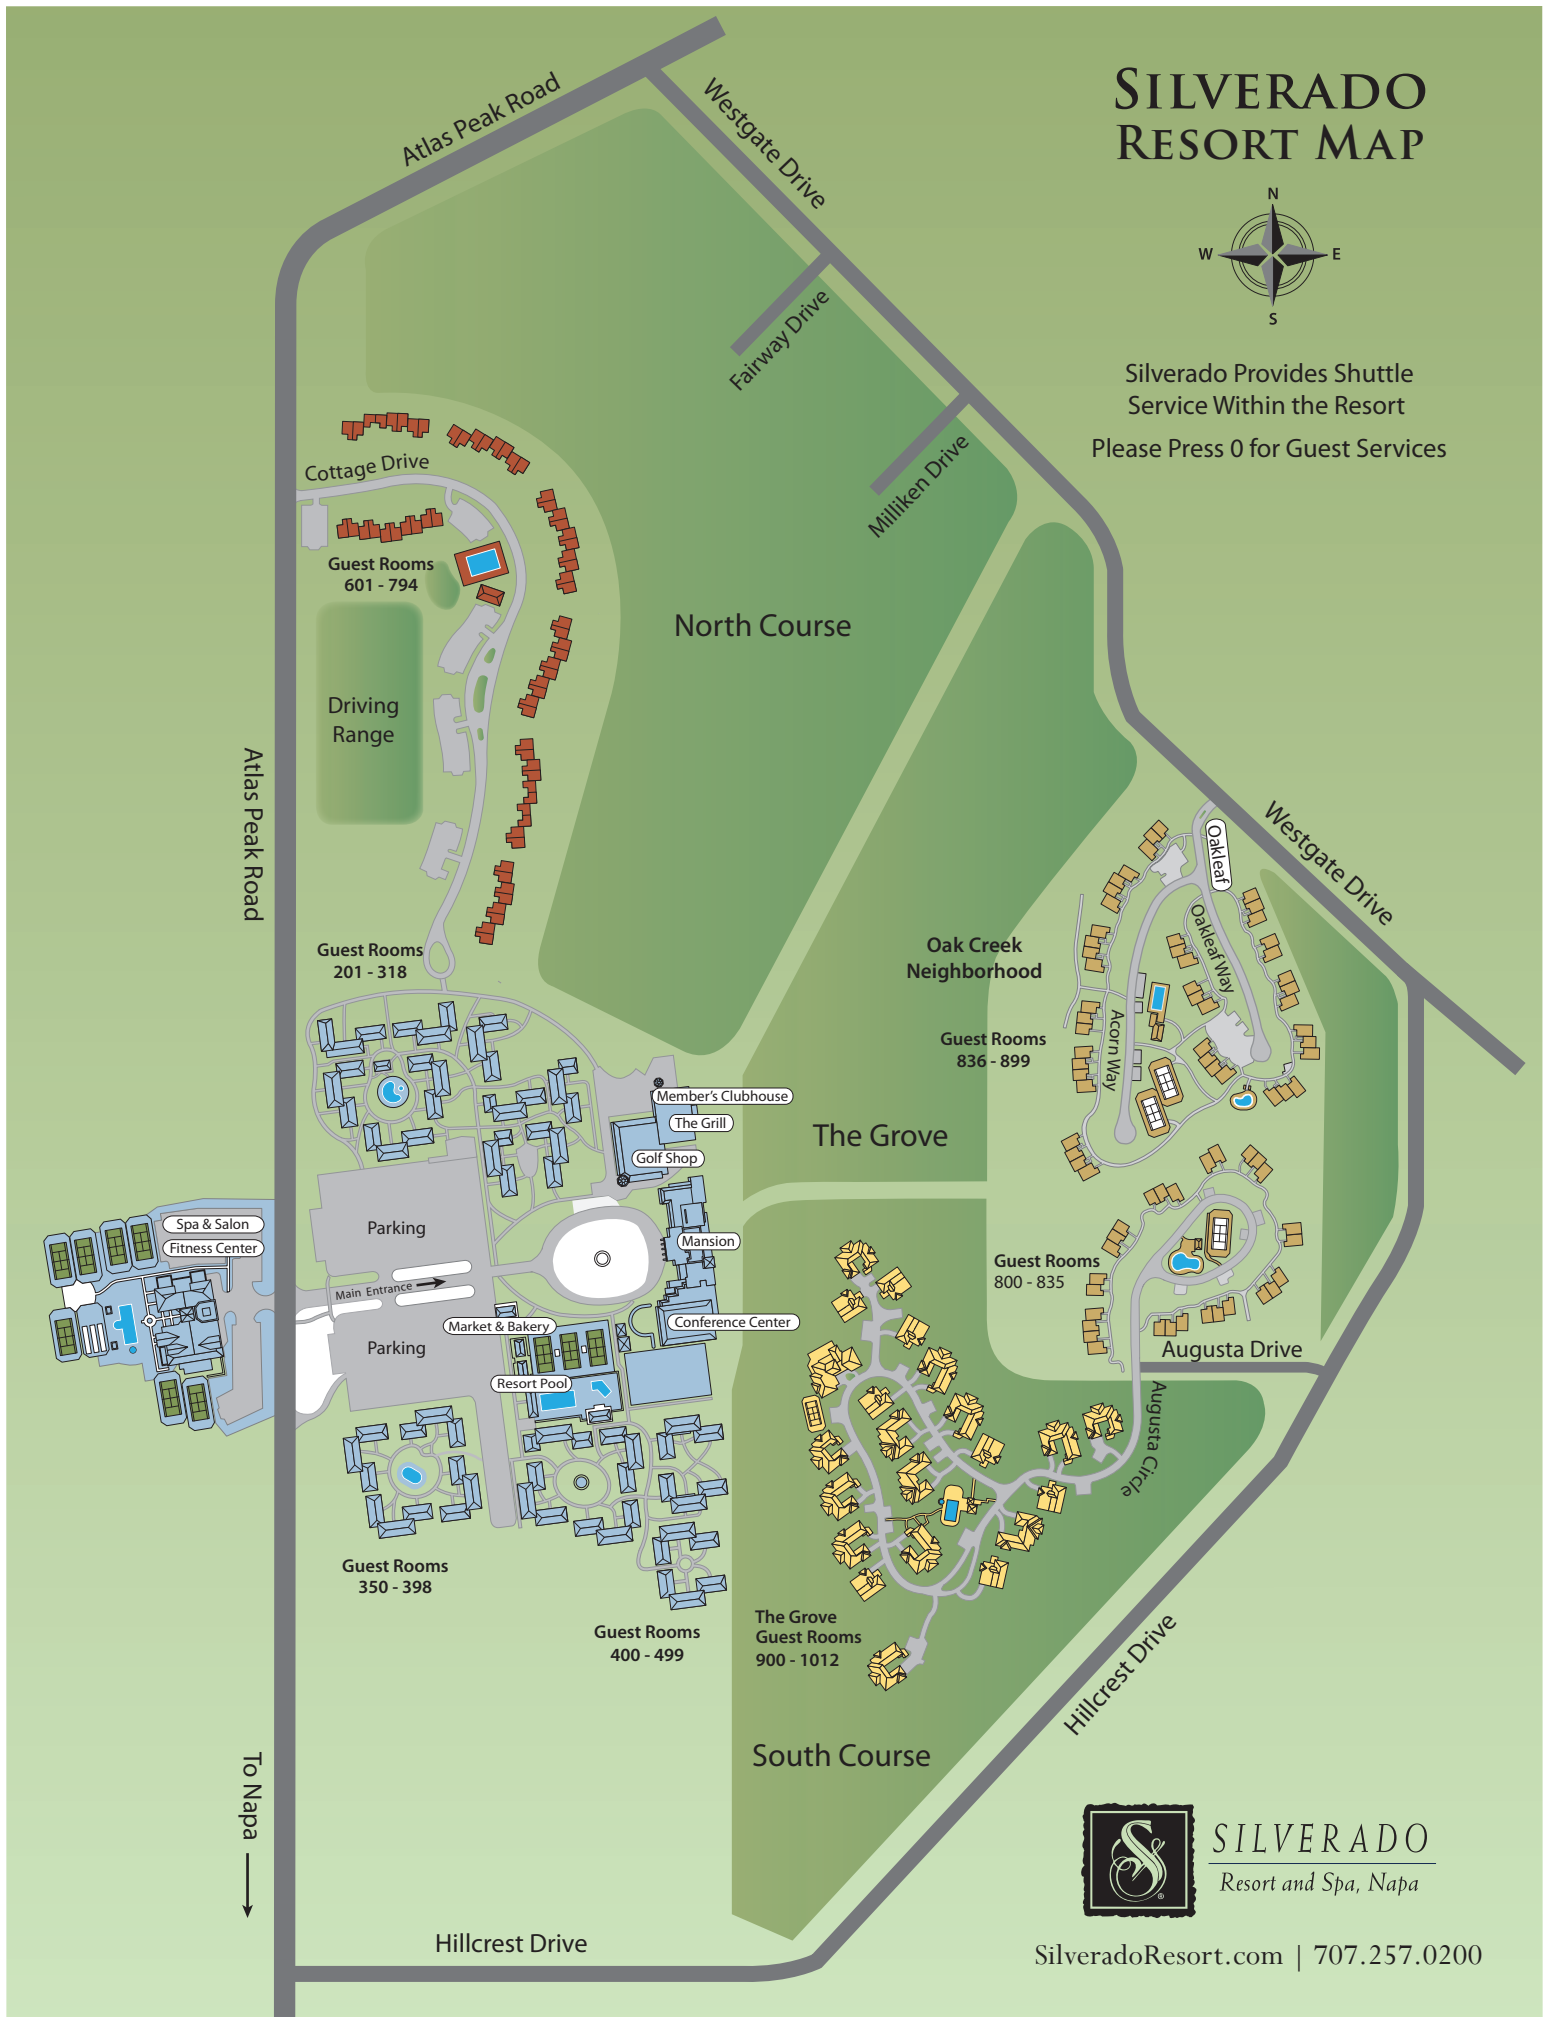 SILVERADO
RESORT MAP
N
W
E
S
Silverado Provides Shuttle
Service Within the Resort
Please Press 0 for Guest Services
Atlas Peak Road
Westgate Drive
Fairway Drive
Milliken Drive
Cottage Drive
Guest Rooms
601 - 794
North Course
Driving
Range
Atlas Peak Road
Westgate Drive
Oakleaf
Oakleaf Way
Oak Creek
Neighborhood
Guest Rooms
201 - 318
Guest Rooms
836 - 899
Acorn Way
Member's Clubhouse
The Grill
Golf Shop
The Grove
Spa & Salon
Fitness Center
Parking
Mansion
Main Entrance
Guest Rooms
800 - 835
Market & Bakery
Conference Center
Parking
Resort Pool
Augusta Drive
Augusta Circle
Guest Rooms
350 - 398
Guest Rooms
400 - 499
The Grove
Guest Rooms
900 - 1012
Hillcrest Drive
South Course
To Napa
Hillcrest Drive
S
®
SILVERADO
Resort and Spa, Napa
SilveradoResort.com | 707.257.0200